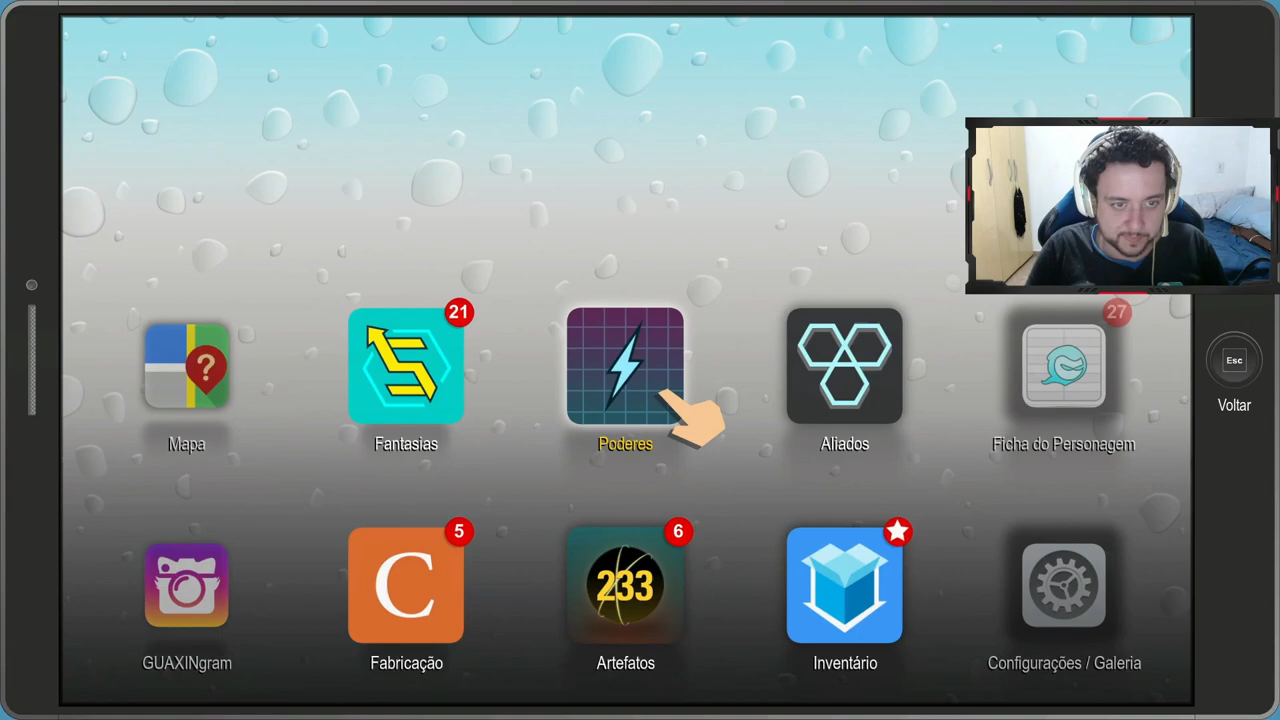 21
27
?
Esc
Voltar
Mapa
Fantasias
Poderes
Aliados
Ficha do Personagem
5
6
C
233
GUAXINgram
Fabricação
Artefatos
Inventário
Configurações / Galeria